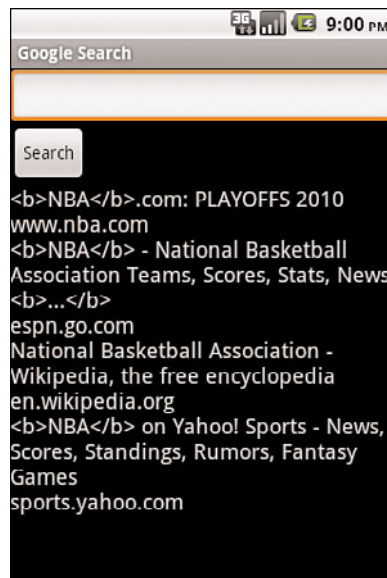 3G 9:00 PM
Google Search
Search
<b>NBA</b>.com: PLAYOFFS 2010
www.nba.com
<b>NBA</b> - National Basketball
Association Teams, Scores, Stats, News
<b>...</b>
espn.go.com
National Basketball Association -
Wikipedia, the free encyclopedia
en.wikipedia.org
<b>NBA</b> on Yahoo! Sports - News,
Scores, Standings, Rumors, Fantasy
Games
sports.yahoo.com